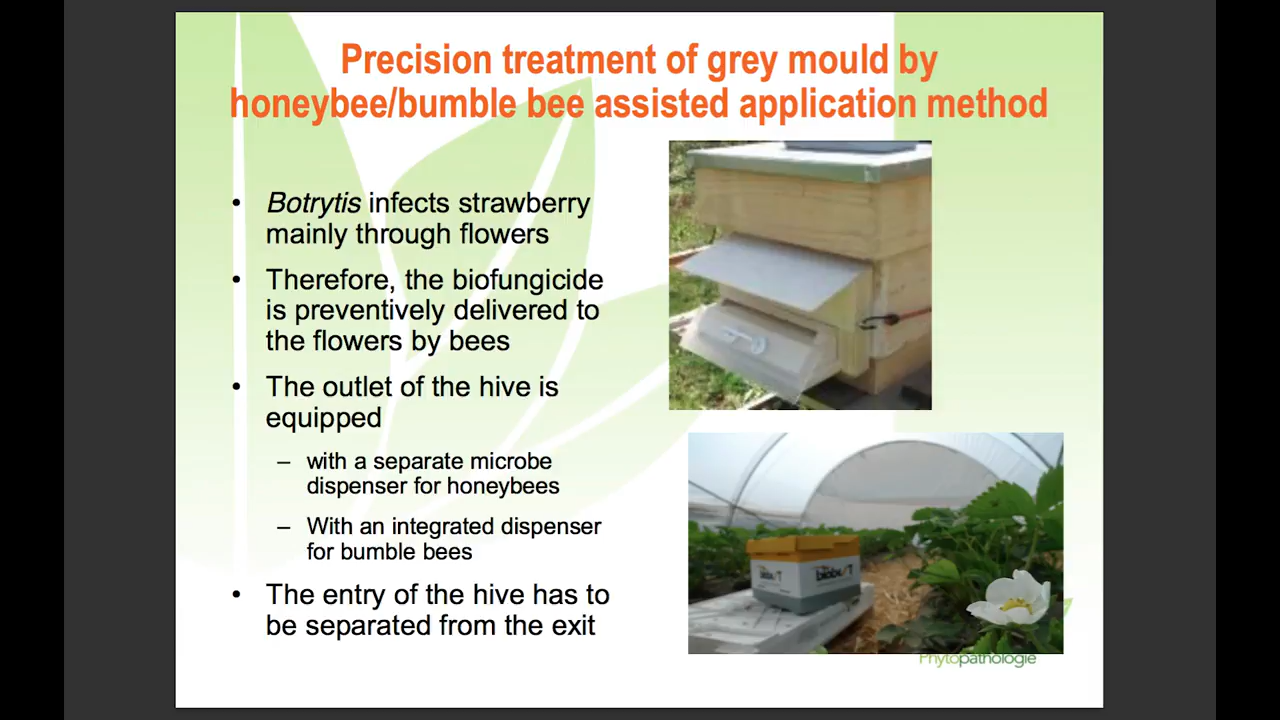 Precision treatment of grey mould by
honeybee/bumble bee assisted application method
• Botrytis infects strawberry
mainly through flowers
• Therefore, the biofungicide
is preventively delivered to
the flowers by bees
• The outlet of the hive is
equipped
– with a separate microbe
dispenser for honeybees
– With an integrated dispenser
for bumble bees
• The entry of the hive has to
be separated from the exit
Phytopathologie